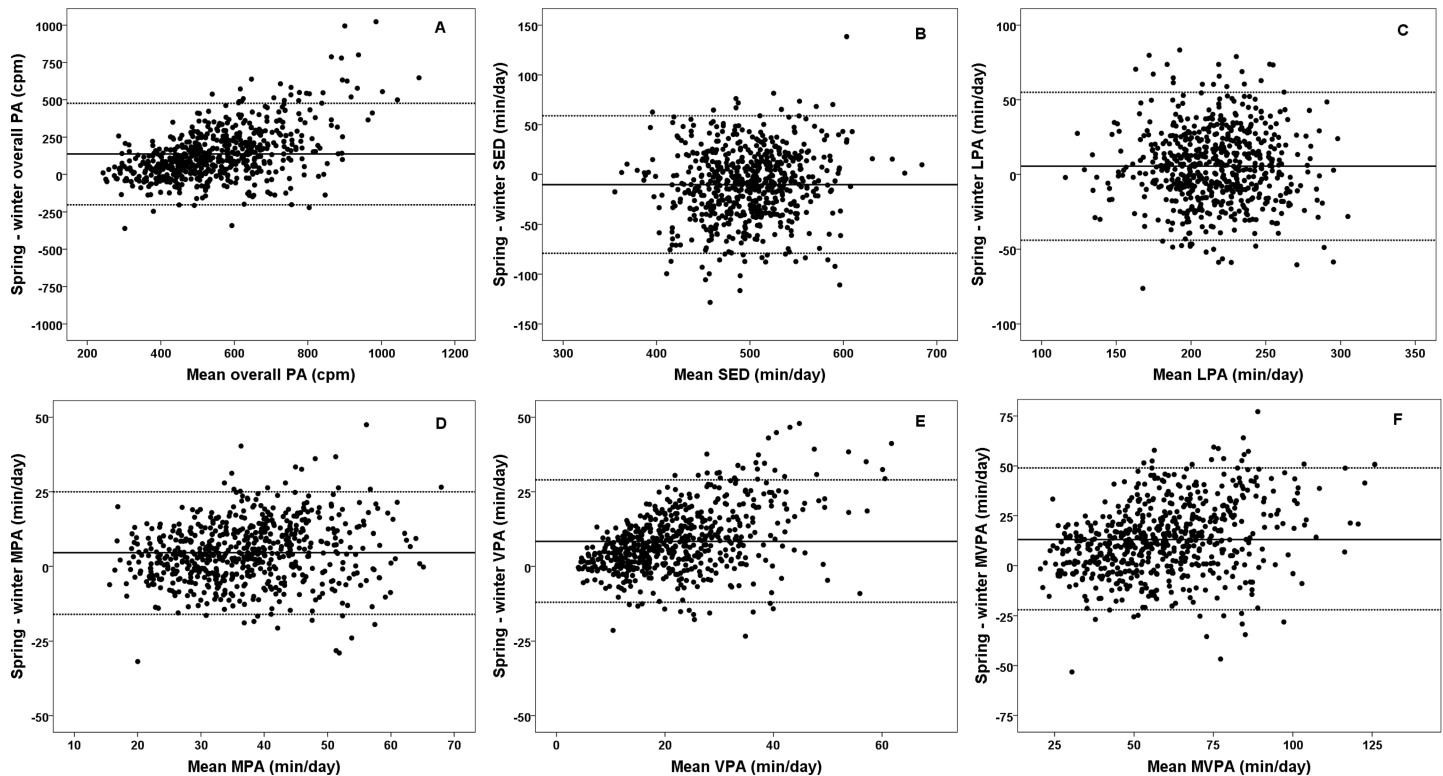 A
Spring - winter overall PA (cpm)
1000
750
500
250
0
-250
-500
-750
-1000
200 400 600 800 1000 1200
Mean overall PA (cpm)
B
Spring - winter SED (min/day)
150
100
50
0
-50
-100
-150
300 400 500 600 700
Mean SED (min/day)
C
Spring - winter LPA (min/day)
100
50
0
-50
-100
100 150 200 250 300 350
Mean LPA (min/day)
D
Spring - winter MPA (min/day)
50
25
0
-25
-50
10 20 30 40 50 60 70
Mean MPA (min/day)
E
Spring - winter VPA (min/day)
50
25
0
-25
-50
0 20 40 60
Mean VPA (min/day)
F
Spring - winter MVPA (min/day)
75
50
25
0
-25
-50
-75
25 50 75 100 125
Mean MVPA (min/day)